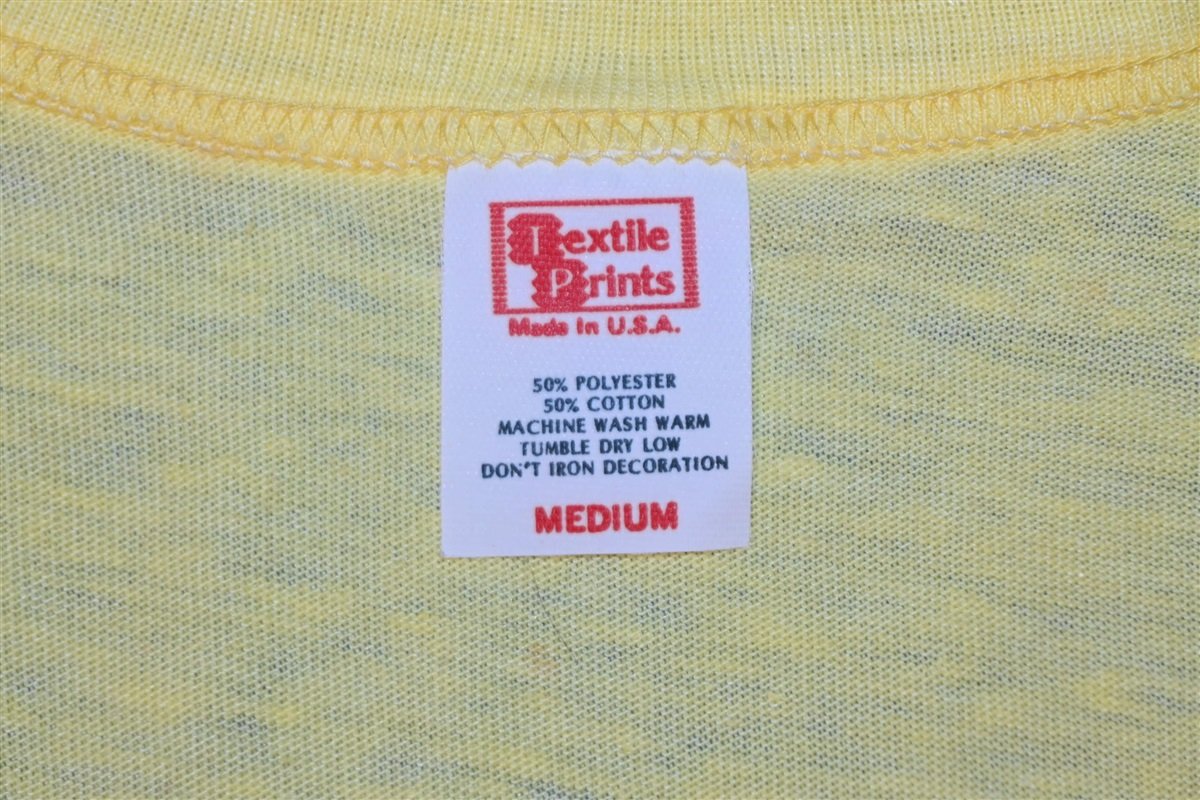 Textile
Prints
Made In U.S.A.
50% POLYESTER
50% COTTON
MACHINE WASH WARM
TUMBLE DRY LOW
DON'T IRON DECORATION
MEDIUM